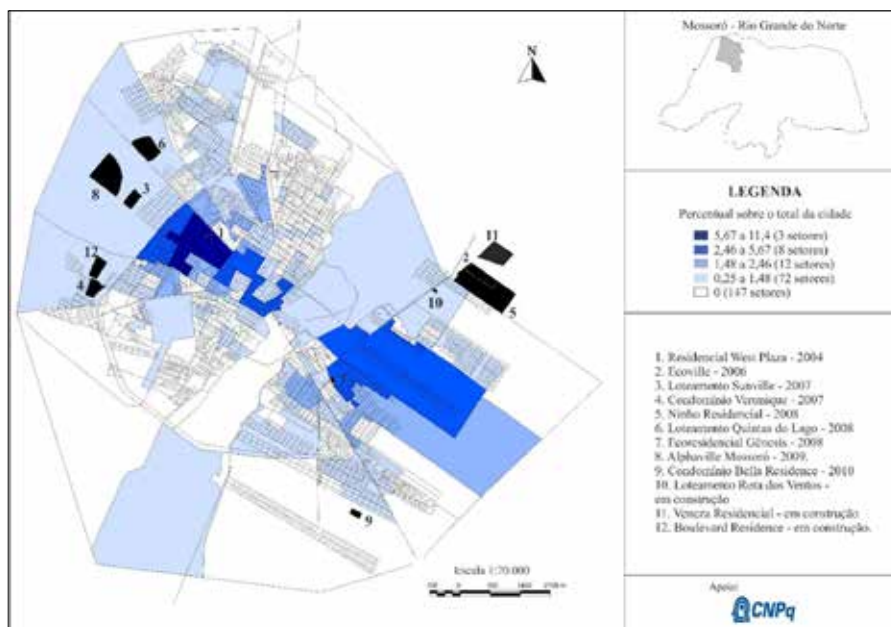 Mossoró - Rio Grande do Norte
N
LEGENDA
Percentual sobre o total da cidade
5,67 a 11,4 (3 setores)
2,46 a 5,67 (8 setores)
1,48 a 2,46 (12 setores)
0,25 a 1,48 (72 setores)
0 (147 setores)
1. Residencial West Plaza - 2004
2. Ecoville - 2006
3. Loteamento Sunville - 2007
4. Condomínio Veronique - 2007
5. Ninho Residencial - 2008
6. Loteamento Quintas do Lago - 2008
7. Ecoresidencial Gênesis - 2008
8. Alphaville Mossoró - 2009.
9. Condomínio Bella Residence - 2010
10. Loteamento Rota dos Ventos -
em construção
11. Veneza Residencial - em construção
12. Boulevard Residence - em construção.
6
8
3
1
12
4
11
2
10
5
7
9
Escala 1:70.000
Apoio:
CNPq